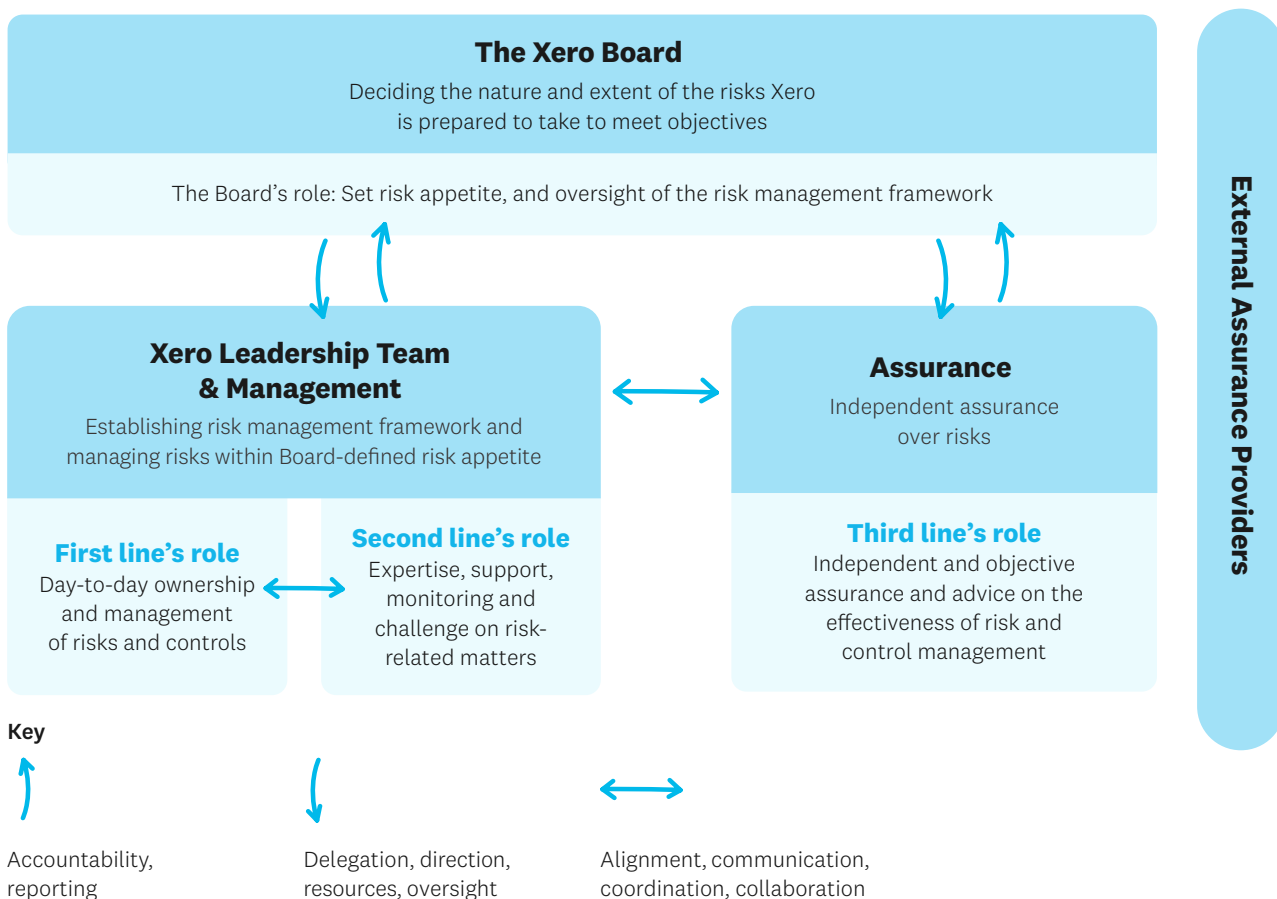 The Xero Board
Deciding the nature and extent of the risks Xero
is prepared to take to meet objectives
The Board’s role: Set risk appetite, and oversight of the risk management framework
Xero Leadership Team
& Management
Establishing risk management framework and
managing risks within Board-defined risk appetite
First line’s role
Day-to-day ownership
and management
of risks and controls
Second line’s role
Expertise, support,
monitoring and
challenge on risk-
related matters
Assurance
Independent assurance
over risks
Third line’s role
Independent and objective
assurance and advice on the
effectiveness of risk and
control management
External Assurance Providers
Key
Accountability,
reporting
Delegation, direction,
resources, oversight
Alignment, communication,
coordination, collaboration